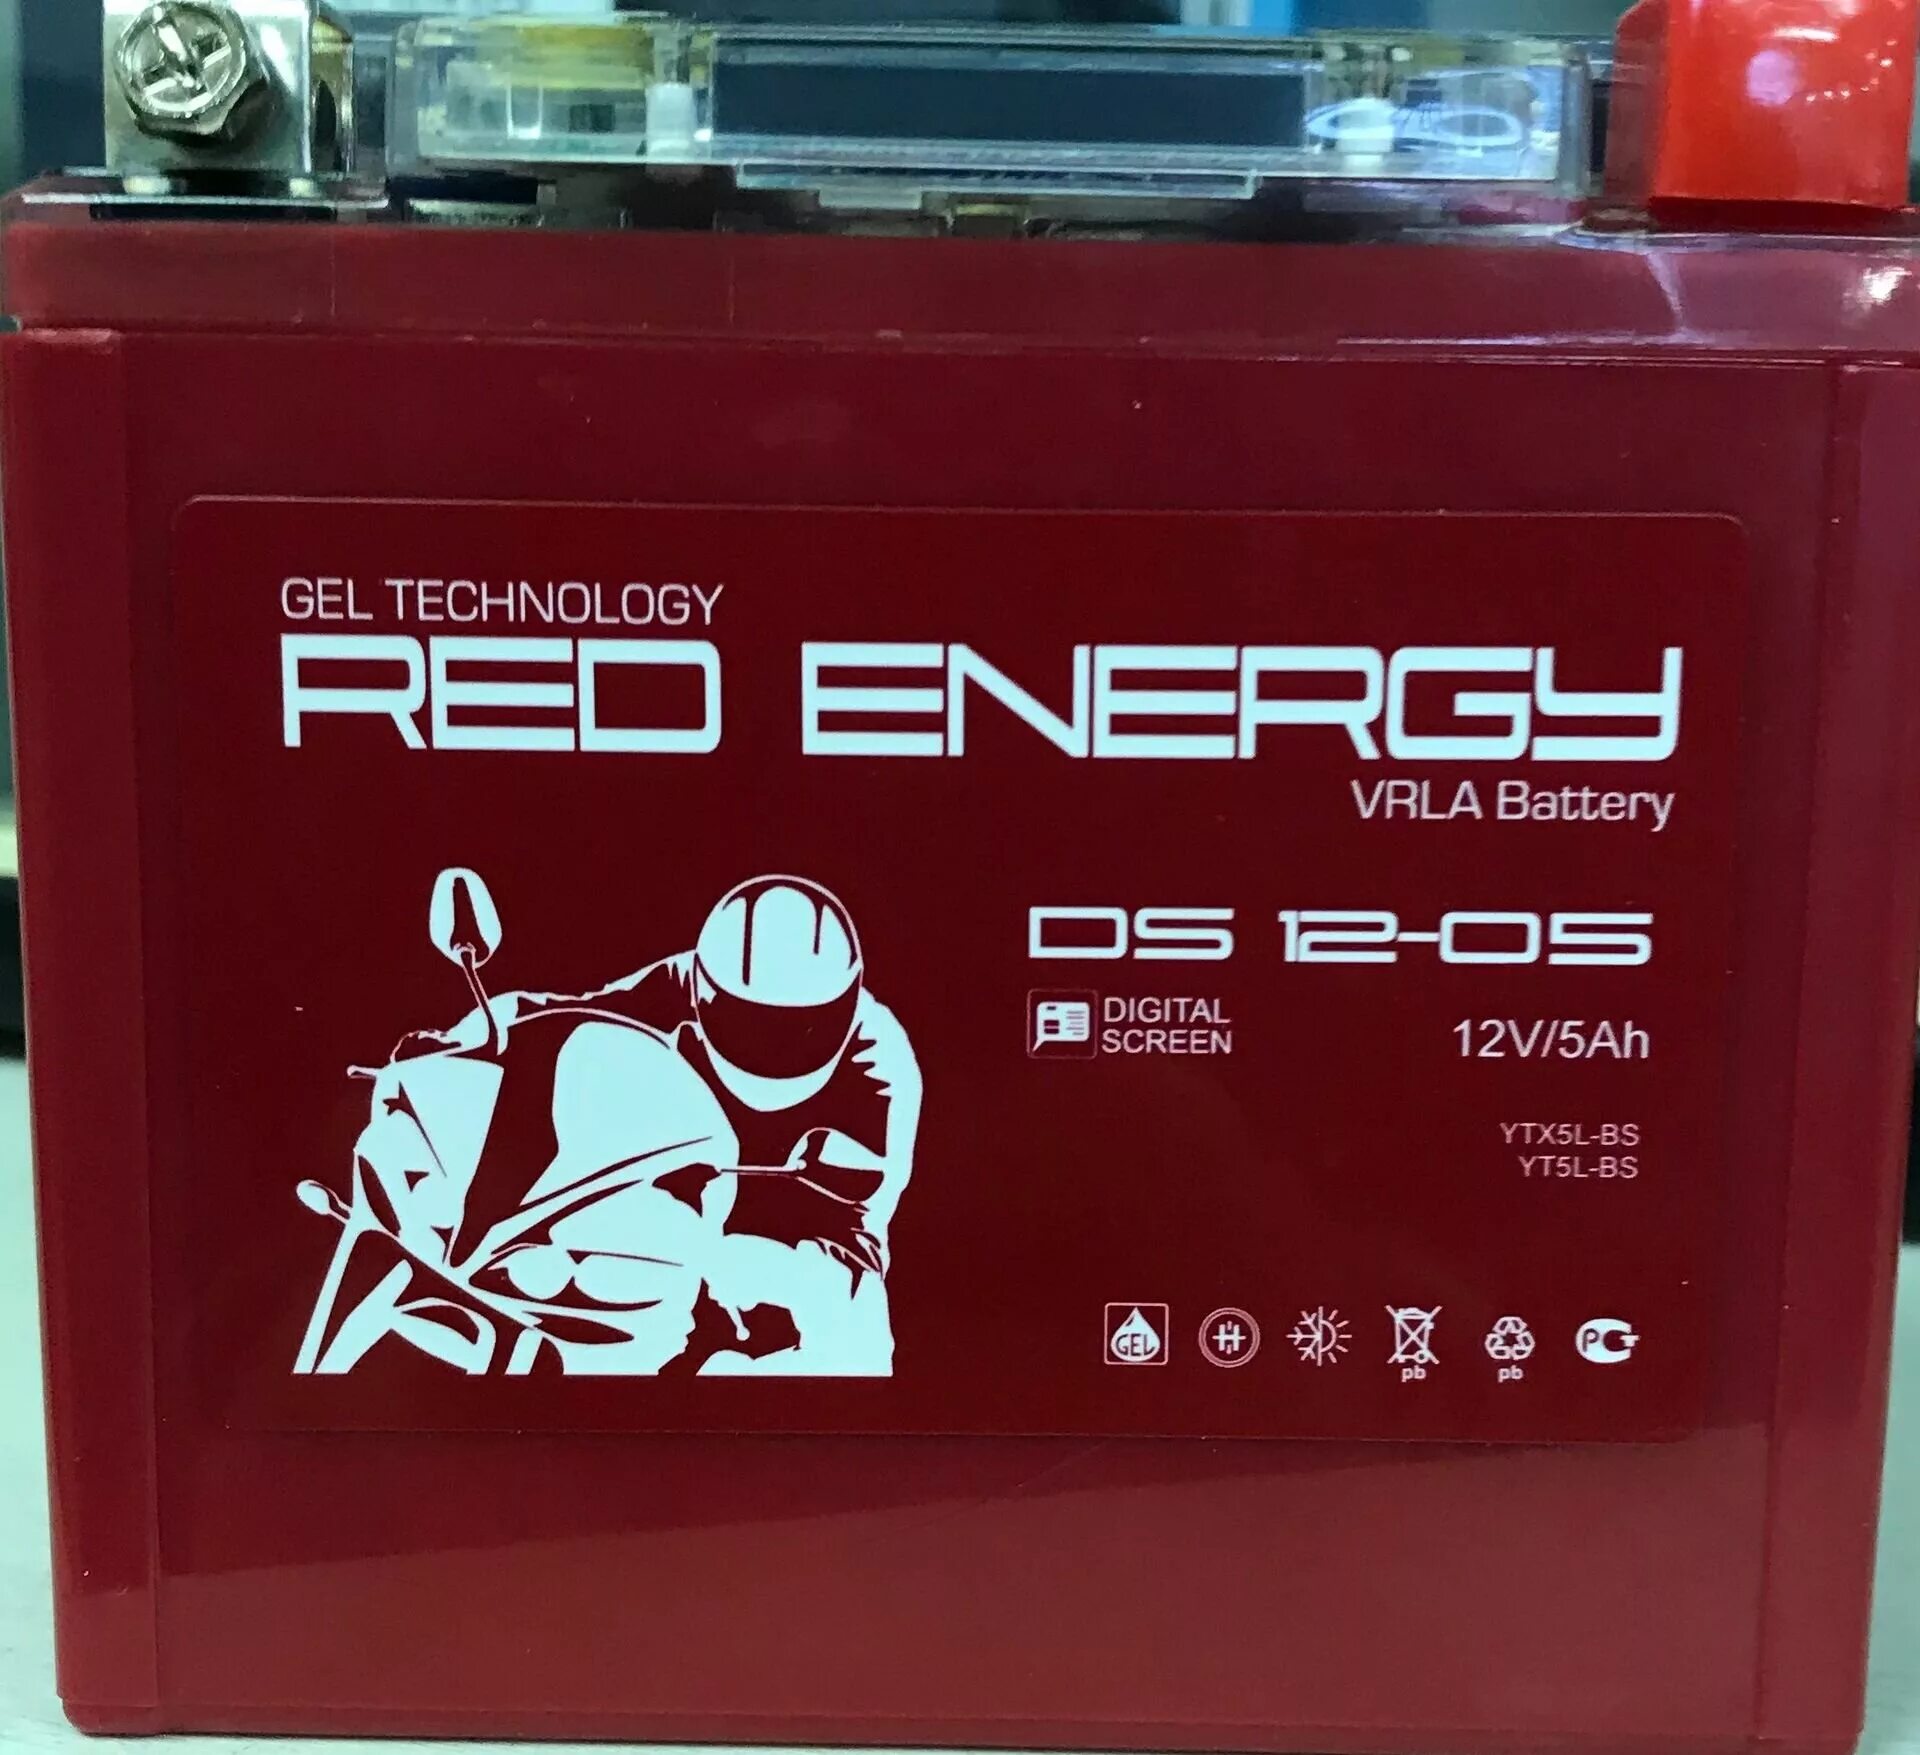 GEL TECHNOLOGY
RED ENERGY
VRLA Battery
DS 12-05
DIGITAL
SCREEN
12V/5Ah
YTX5L-BS
YT5L-BS
GEL
pb
pb
РСТ